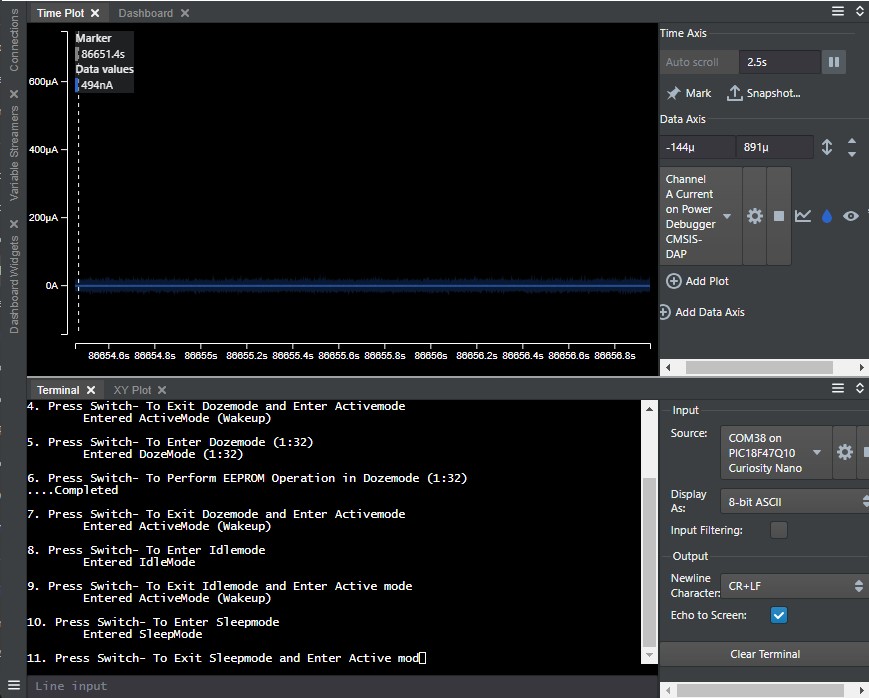 Time Plot
Dashboard
Connections
Variable Streamers
Dashboard Widgets
Marker
86651.4s
Data values
494nA
600µA
400µA
200µA
0A
86654.6s 86654.8s 86655s 86655.2s 86655.4s 86655.6s 86655.8s 86656s 86656.2s 86656.4s 86656.6s 86656.8s
Time Axis
Auto scroll 2.5s
Mark Snapshot...
Data Axis
-144µ 891µ
Channel
A Current
on Power
Debugger
CMSIS-
DAP
Add Plot
Add Data Axis
Terminal
XY Plot
4. Press Switch- To Exit Dozemode and Enter Activemode
Entered ActiveMode (Wakeup)
5. Press Switch- To Enter Dozemode (1:32)
Entered DozeMode (1:32)
6. Press Switch- To Perform EEPROM Operation in Dozemode (1:32)
....Completed
7. Press Switch- To Exit Dozemode and Enter Activemode
Entered ActiveMode (Wakeup)
8. Press Switch- To Enter Idlemode
Entered IdleMode
9. Press Switch- To Exit Idlemode and Enter Active mode
Entered ActiveMode (Wakeup)
10. Press Switch- To Enter Sleepmode
Entered SleepMode
11. Press Switch- To Exit Sleepmode and Enter Active mod
Line input
Input
Source:
COM38 on
PIC18F47Q10
Curiosity Nano
Display
As:
8-bit ASCII
Input Filtering:
Output
Newline
Character:
CR+LF
Echo to Screen:
Clear Terminal